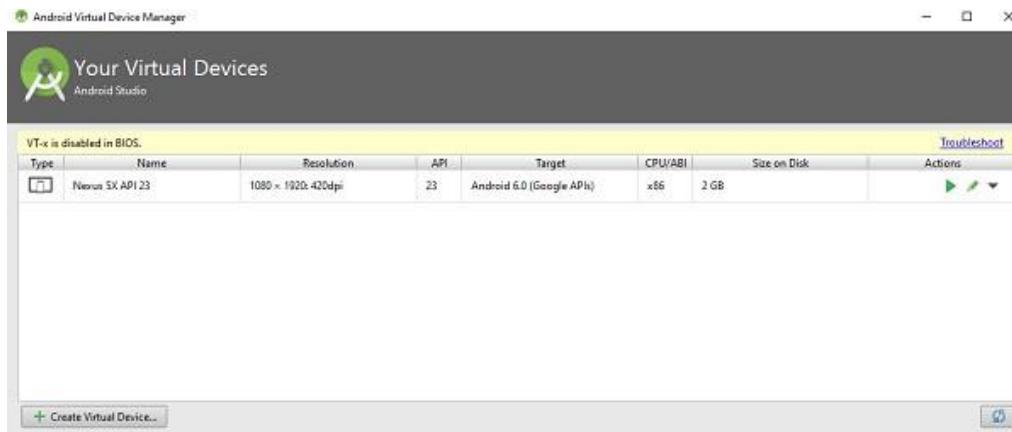 Android Virtual Device Manager
Your Virtual Devices
Android Studio
VT-x is disabled in BIOS. Troubleshoot
Type Name Resolution API Target CPU/ABI Size on Disk Actions
Nexus 5X API 23 1080 × 1920: 420dpi 23 Android 6.0 (Google APIs) x86 2 GB
+ Create Virtual Device...